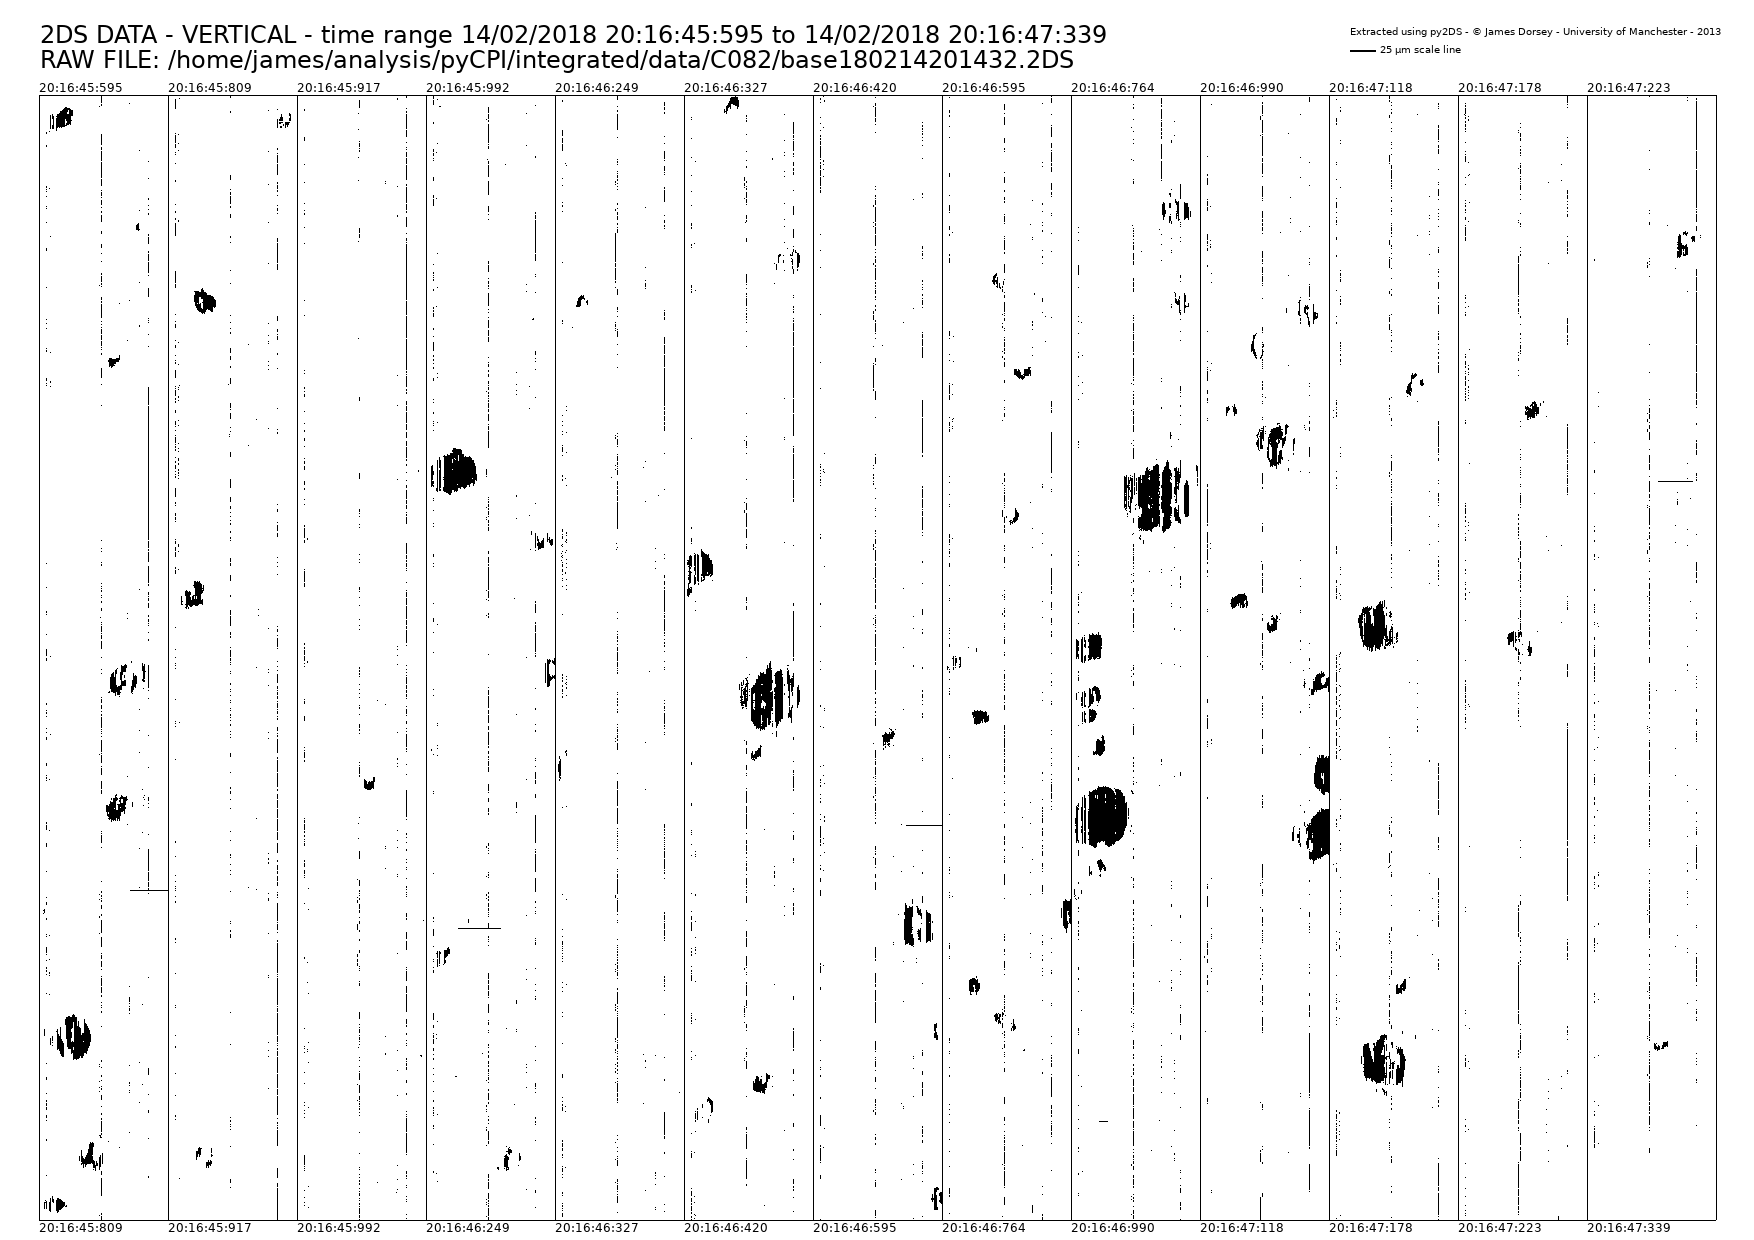 2DS DATA - VERTICAL - time range 14/02/2018 20:16:45:595 to 14/02/2018 20:16:47:339
RAW FILE: /home/james/analysis/pyCPI/integrated/data/C082/base180214201432.2DS
Extracted using py2DS - © James Dorsey - University of Manchester - 2013
25 µm scale line
20:16:45:595 20:16:45:809 20:16:45:917 20:16:45:992 20:16:46:249 20:16:46:327 20:16:46:420 20:16:46:595 20:16:46:764 20:16:46:990 20:16:47:118 20:16:47:178 20:16:47:223
20:16:45:809 20:16:45:917 20:16:45:992 20:16:46:249 20:16:46:327 20:16:46:420 20:16:46:595 20:16:46:764 20:16:46:990 20:16:47:118 20:16:47:178 20:16:47:223 20:16:47:339